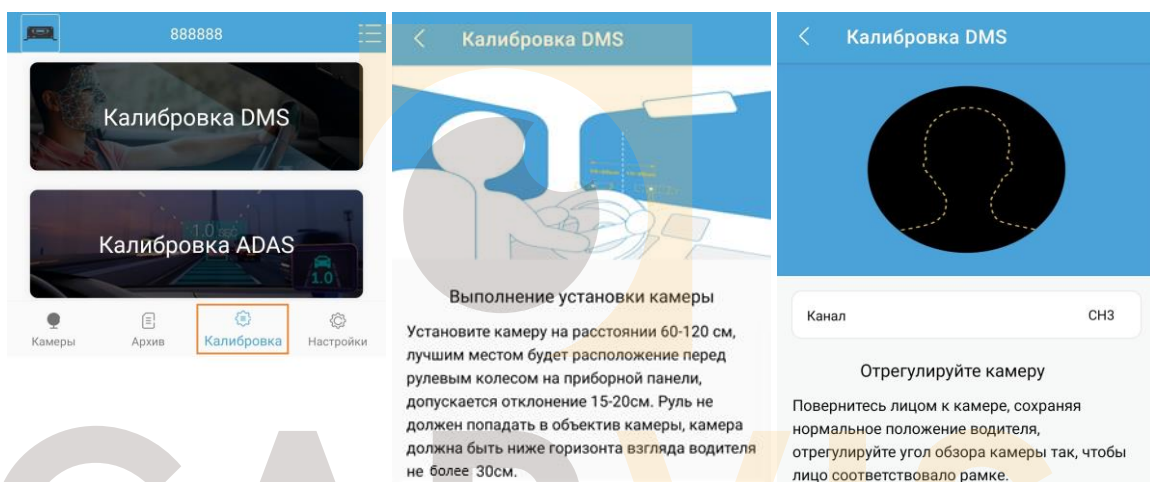 888888
Калибровка DMS
1.0 sec
Калибровка ADAS
1.0
Камеры
Архив
Калибровка
Настройки
Калибровка DMS
Выполнение установки камеры
Установите камеру на расстоянии 60-120 см,
лучшим местом будет расположение перед
рулевым колесом на приборной панели,
допускается отклонение 15-20см. Руль не
должен попадать в объектив камеры, камера
должна быть ниже горизонта взгляда водителя
не более 30см.
Калибровка DMS
Канал
CH3
Отрегулируйте камеру
Повернитесь лицом к камере, сохраняя
нормальное положение водителя,
отрегулируйте угол обзора камеры так, чтобы
лицо соответствовало рамке.